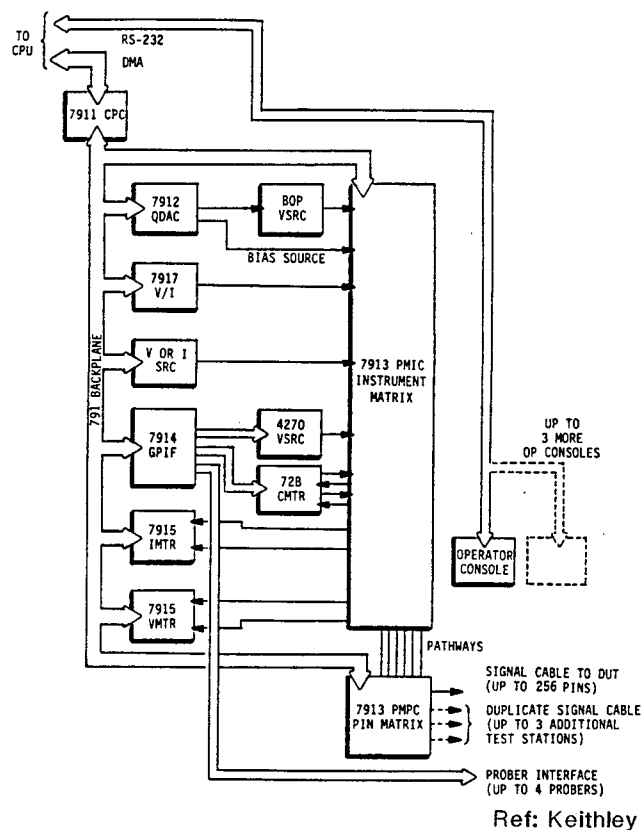 TO
CPU
RS-232
DMA
7911 CPC
7912
QDAC
BOP
VSRC
BIAS SOURCE
7917
V/I
V OR I
SRC
791 BACKPLANE
7913 PMIC
INSTRUMENT
MATRIX
7914
GPIF
4270
VSRC
72B
CMTR
UP TO
3 MORE
OP CONSOLES
7915
IMTR
OPERATOR
CONSOLE
7915
VMTR
PATHWAYS
7913 PMPC
PIN MATRIX
SIGNAL CABLE TO DUT
(UP TO 256 PINS)
DUPLICATE SIGNAL CABLE
(UP TO 3 ADDITIONAL
TEST STATIONS)
PROBER INTERFACE
(UP TO 4 PROBERS)
Ref: Keithley